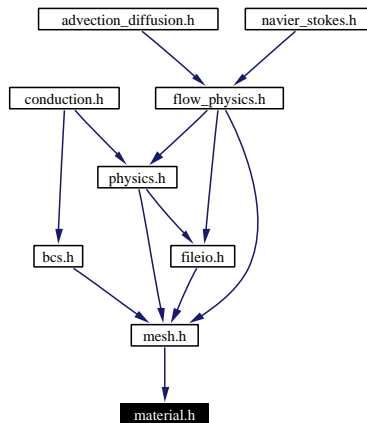 advection_diffusion.h
navier_stokes.h
conduction.h
flow_physics.h
physics.h
bcs.h
fileio.h
mesh.h
material.h